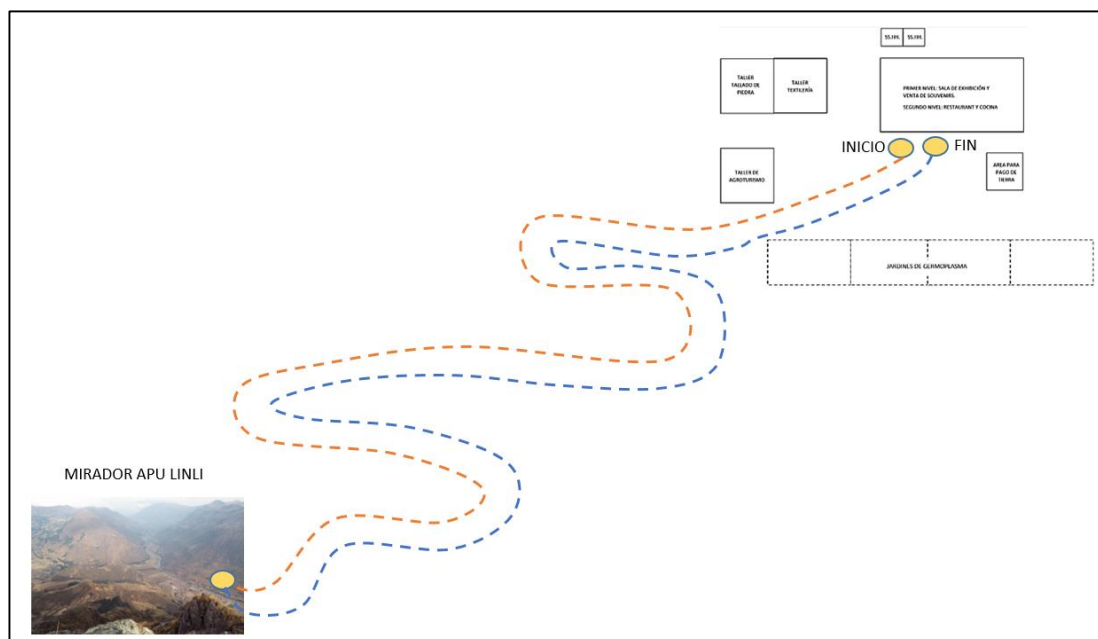 SS.HH. SS.HH.
TALLER
TALLADO DE
PIEDRA
TALLER
TEXTILERÍA
PRIMER NIVEL: SALA DE EXHIBICIÓN Y
VENTA DE SOUVENIRS.
SEGUNDO NIVEL: RESTAURANT Y COCINA
INICIO
FIN
TALLER DE
AGROTURISMO
AREA PARA
PAGO DE
TIERRA
JARDINES DE GERMOPLASMA
MIRADOR APU LINLI